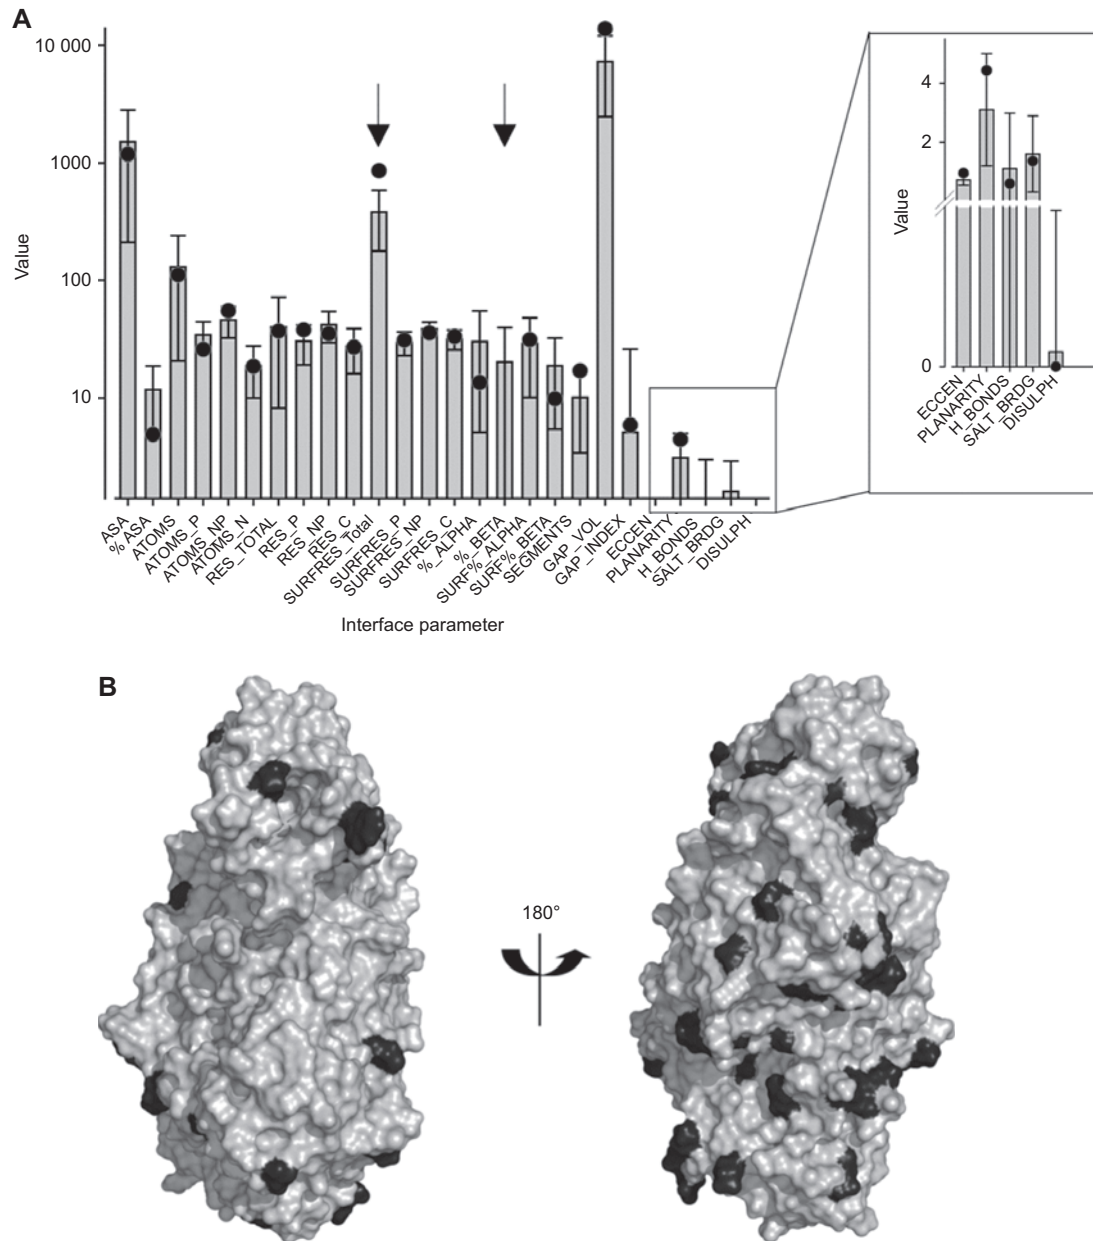 A
Value
10 000
1000
100
10
ASA
% ASA
ATOMS
ATOMS_P
ATOMS_NP
ATOMS_N
RES_TOTAL
RES_P
RES_NP
RES_C
SURFRES_Total
SURFRES_P
SURFRES_NP
SURFRES_C
%_ALPHA
%_BETA
SURF%_ALPHA
SURF%_BETA
SEGMENTS
GAP_VOL
GAP_INDEX
ECCEN
PLANARITY
H_BONDS
SALT_BRDG
DISULPH
Interface parameter
Value
4
2
0
ECCEN
PLANARITY
H_BONDS
SALT_BRDG
DISULPH
B
180°